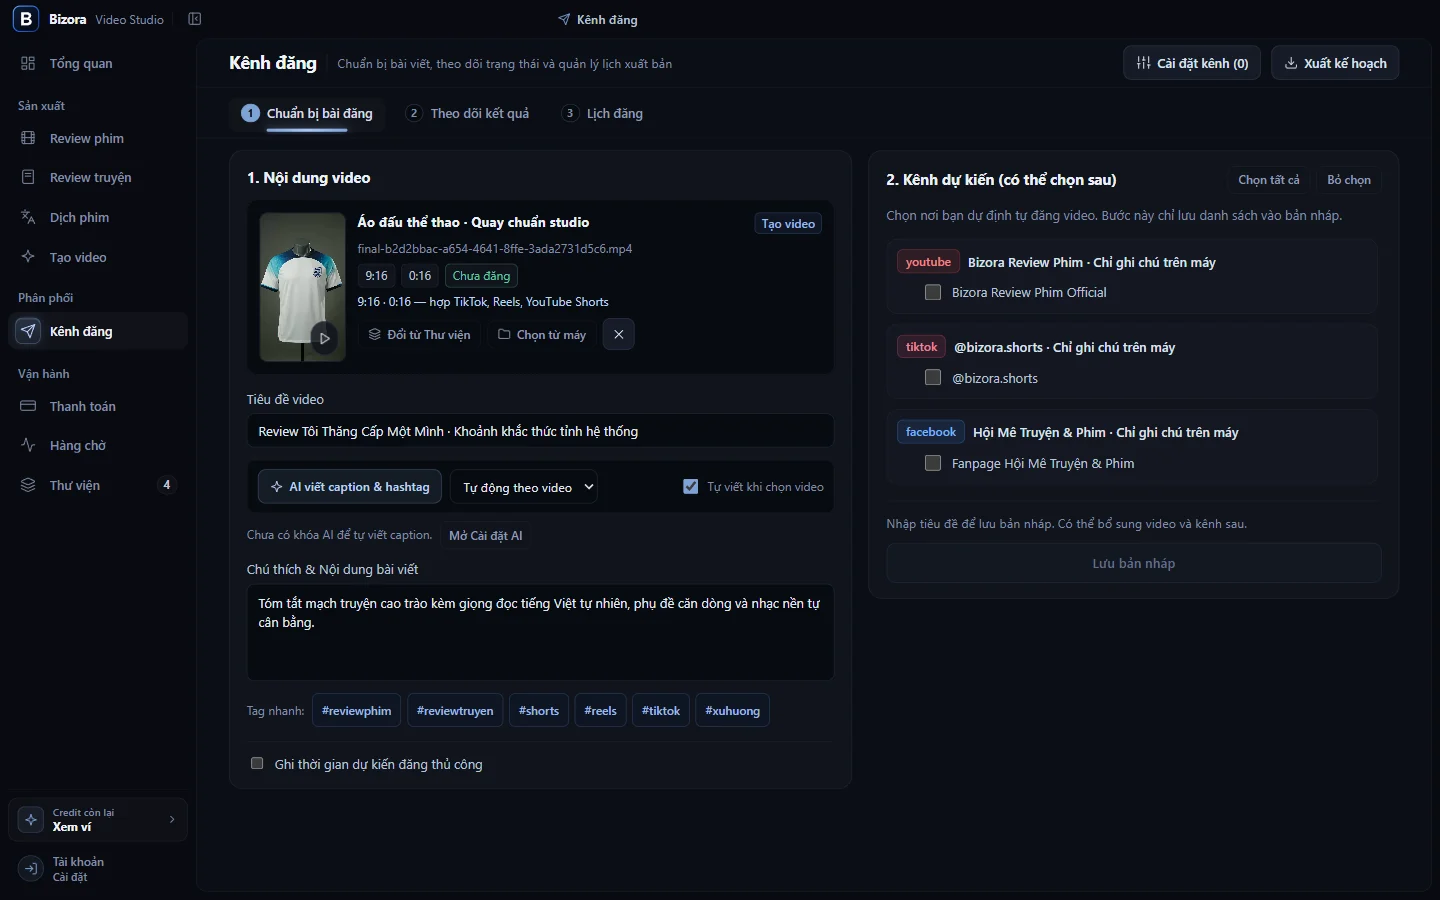 B Bizora Video Studio
Kênh đăng
Tổng quan
Sản xuất
Review phim
Review truyện
Dịch phim
Tạo video
Phân phối
Kênh đăng
Vận hành
Thanh toán
Hàng chờ
Thư viện 4
Credit còn lại
Xem ví
Tài khoản
Cài đặt
Kênh đăng Chuẩn bị bài viết, theo dõi trạng thái và quản lý lịch xuất bản
Cài đặt kênh (0) Xuất kế hoạch
1 Chuẩn bị bài đăng 2 Theo dõi kết quả 3 Lịch đăng
1. Nội dung video
Áo đấu thể thao · Quay chuẩn studio
Tạo video
final-b2d2bbac-a654-4641-8ffe-3ada2731d5c6.mp4
9:16 0:16 Chưa đăng
9:16 · 0:16 — hợp TikTok, Reels, YouTube Shorts
Đổi từ Thư viện Chọn từ máy
Tiêu đề video
Review Tôi Thăng Cấp Một Mình · Khoảnh khắc thức tỉnh hệ thống
AI viết caption & hashtag Tự động theo video Tự viết khi chọn video
Chưa có khóa AI để tự viết caption. Mở Cài đặt AI
Chú thích & Nội dung bài viết
Tóm tắt mạch truyện cao trào kèm giọng đọc tiếng Việt tự nhiên, phụ đề căn dòng và nhạc nền tự
cân bằng.
Tag nhanh: #reviewphim #reviewtruyen #shorts #reels #tiktok #xuhuong
Ghi thời gian dự kiến đăng thủ công
2. Kênh dự kiến (có thể chọn sau)
Chọn tất cả Bỏ chọn
Chọn nơi bạn dự định tự đăng video. Bước này chỉ lưu danh sách vào bản nháp.
youtube Bizora Review Phim · Chỉ ghi chú trên máy
Bizora Review Phim Official
tiktok @bizora.shorts · Chỉ ghi chú trên máy
@bizora.shorts
facebook Hội Mê Truyện & Phim · Chỉ ghi chú trên máy
Fanpage Hội Mê Truyện & Phim
Nhập tiêu đề để lưu bản nháp. Có thể bổ sung video và kênh sau.
Lưu bản nháp